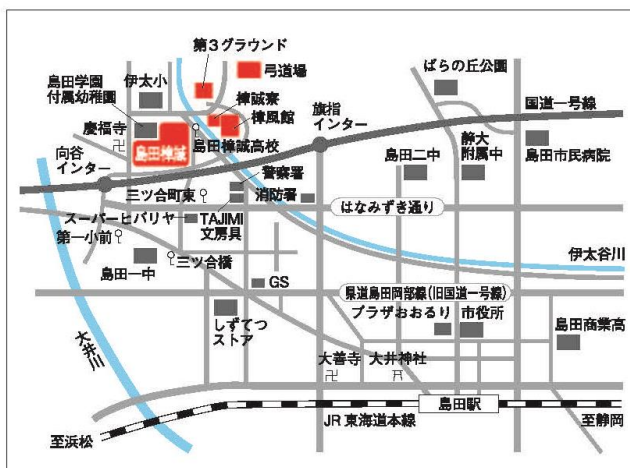 第3グラウンド
弓道場
島田学園
付属幼稚園
伊太小
樟誠寮
樟風館
ばらの丘公園
旗指
インター
国道一号線
慶福寺
島田樟誠
島田樟誠高校
向谷
インター
警察署
消防署
島田二中
静大
附属中
島田市民病院
三ツ合町東
スーパーヒバリヤ
TAJIMI
文房具
はなみずき通り
第一小前
島田一中
三ツ合橋
伊太谷川
GS
県道島田岡部線(旧国道一号線)
しずてつ
ストア
プラザおおるり
市役所
島田商業高
大井川
大善寺
大井神社
島田駅
至浜松
JR東海道本線
至静岡